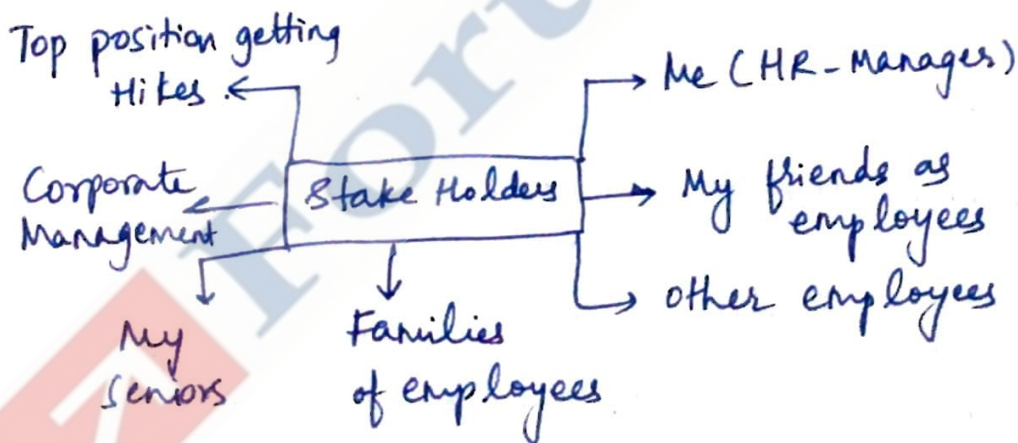 Top position getting
Hikes
Me (HR-Manager)
Corporate
Management
Stake Holders
My friends as
employees
other employees
My
Seniors
Families
of employees